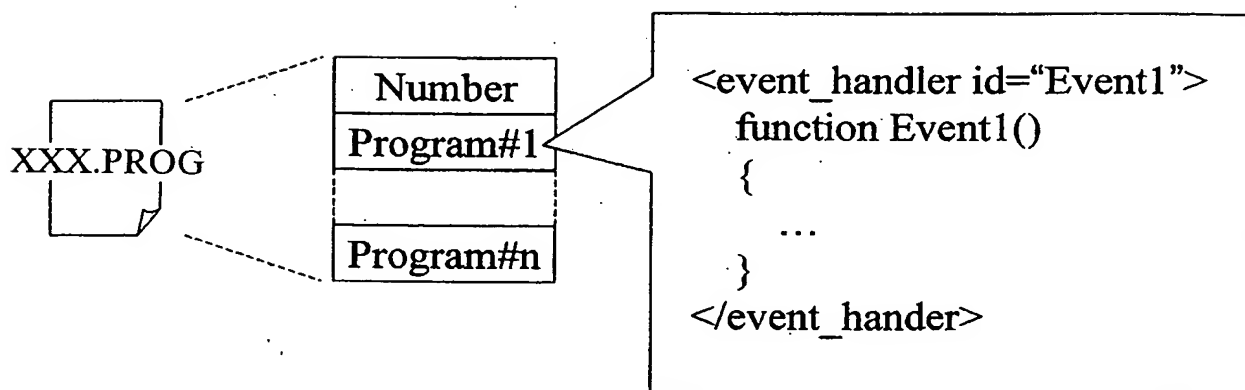 XXX.PROG
Number
Program#1
Program#n
<event_handler id=“Event1”>
function Event1()
{
...
}
</event_hander>